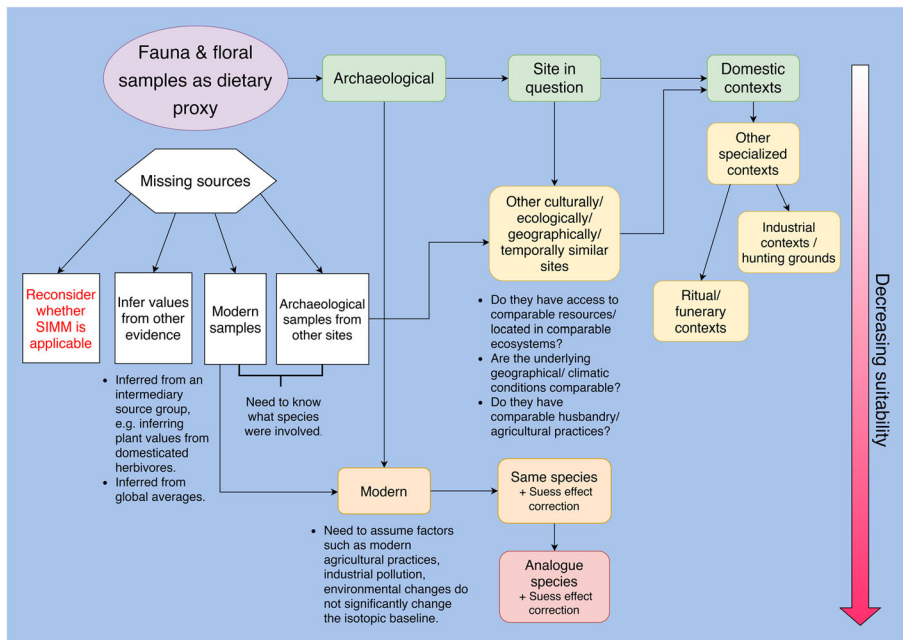 Fauna & floral
samples as dietary
proxy
Archaeological
Site in
question
Domestic
contexts
Other
specialized
contexts
Industrial
contexts /
hunting grounds
Ritual/
funerary
contexts
Missing sources
Reconsider
whether
SIMM is
applicable
Infer values
from other
evidence
Modern
samples
Archaeological
samples from
other sites
Other culturally/
ecologically/
geographically/
temporally similar
sites
• Inferred from an
intermediary
source group,
e.g. inferring
plant values from
domesticated
herbivores.
• Inferred from
global averages.
Need to know
what species
were involved.
• Do they have access to
comparable resources/
located in comparable
ecosystems?
• Are the underlying
geographical/ climatic
conditions comparable?
• Do they have
comparable husbandry/
agricultural practices?
Modern
• Need to assume factors
such as modern
agricultural practices,
industrial pollution,
environmental changes do
not significantly change
the isotopic baseline.
Same species
+ Suess effect
correction
Analogue
species
+ Suess effect
correction
Decreasing suitability